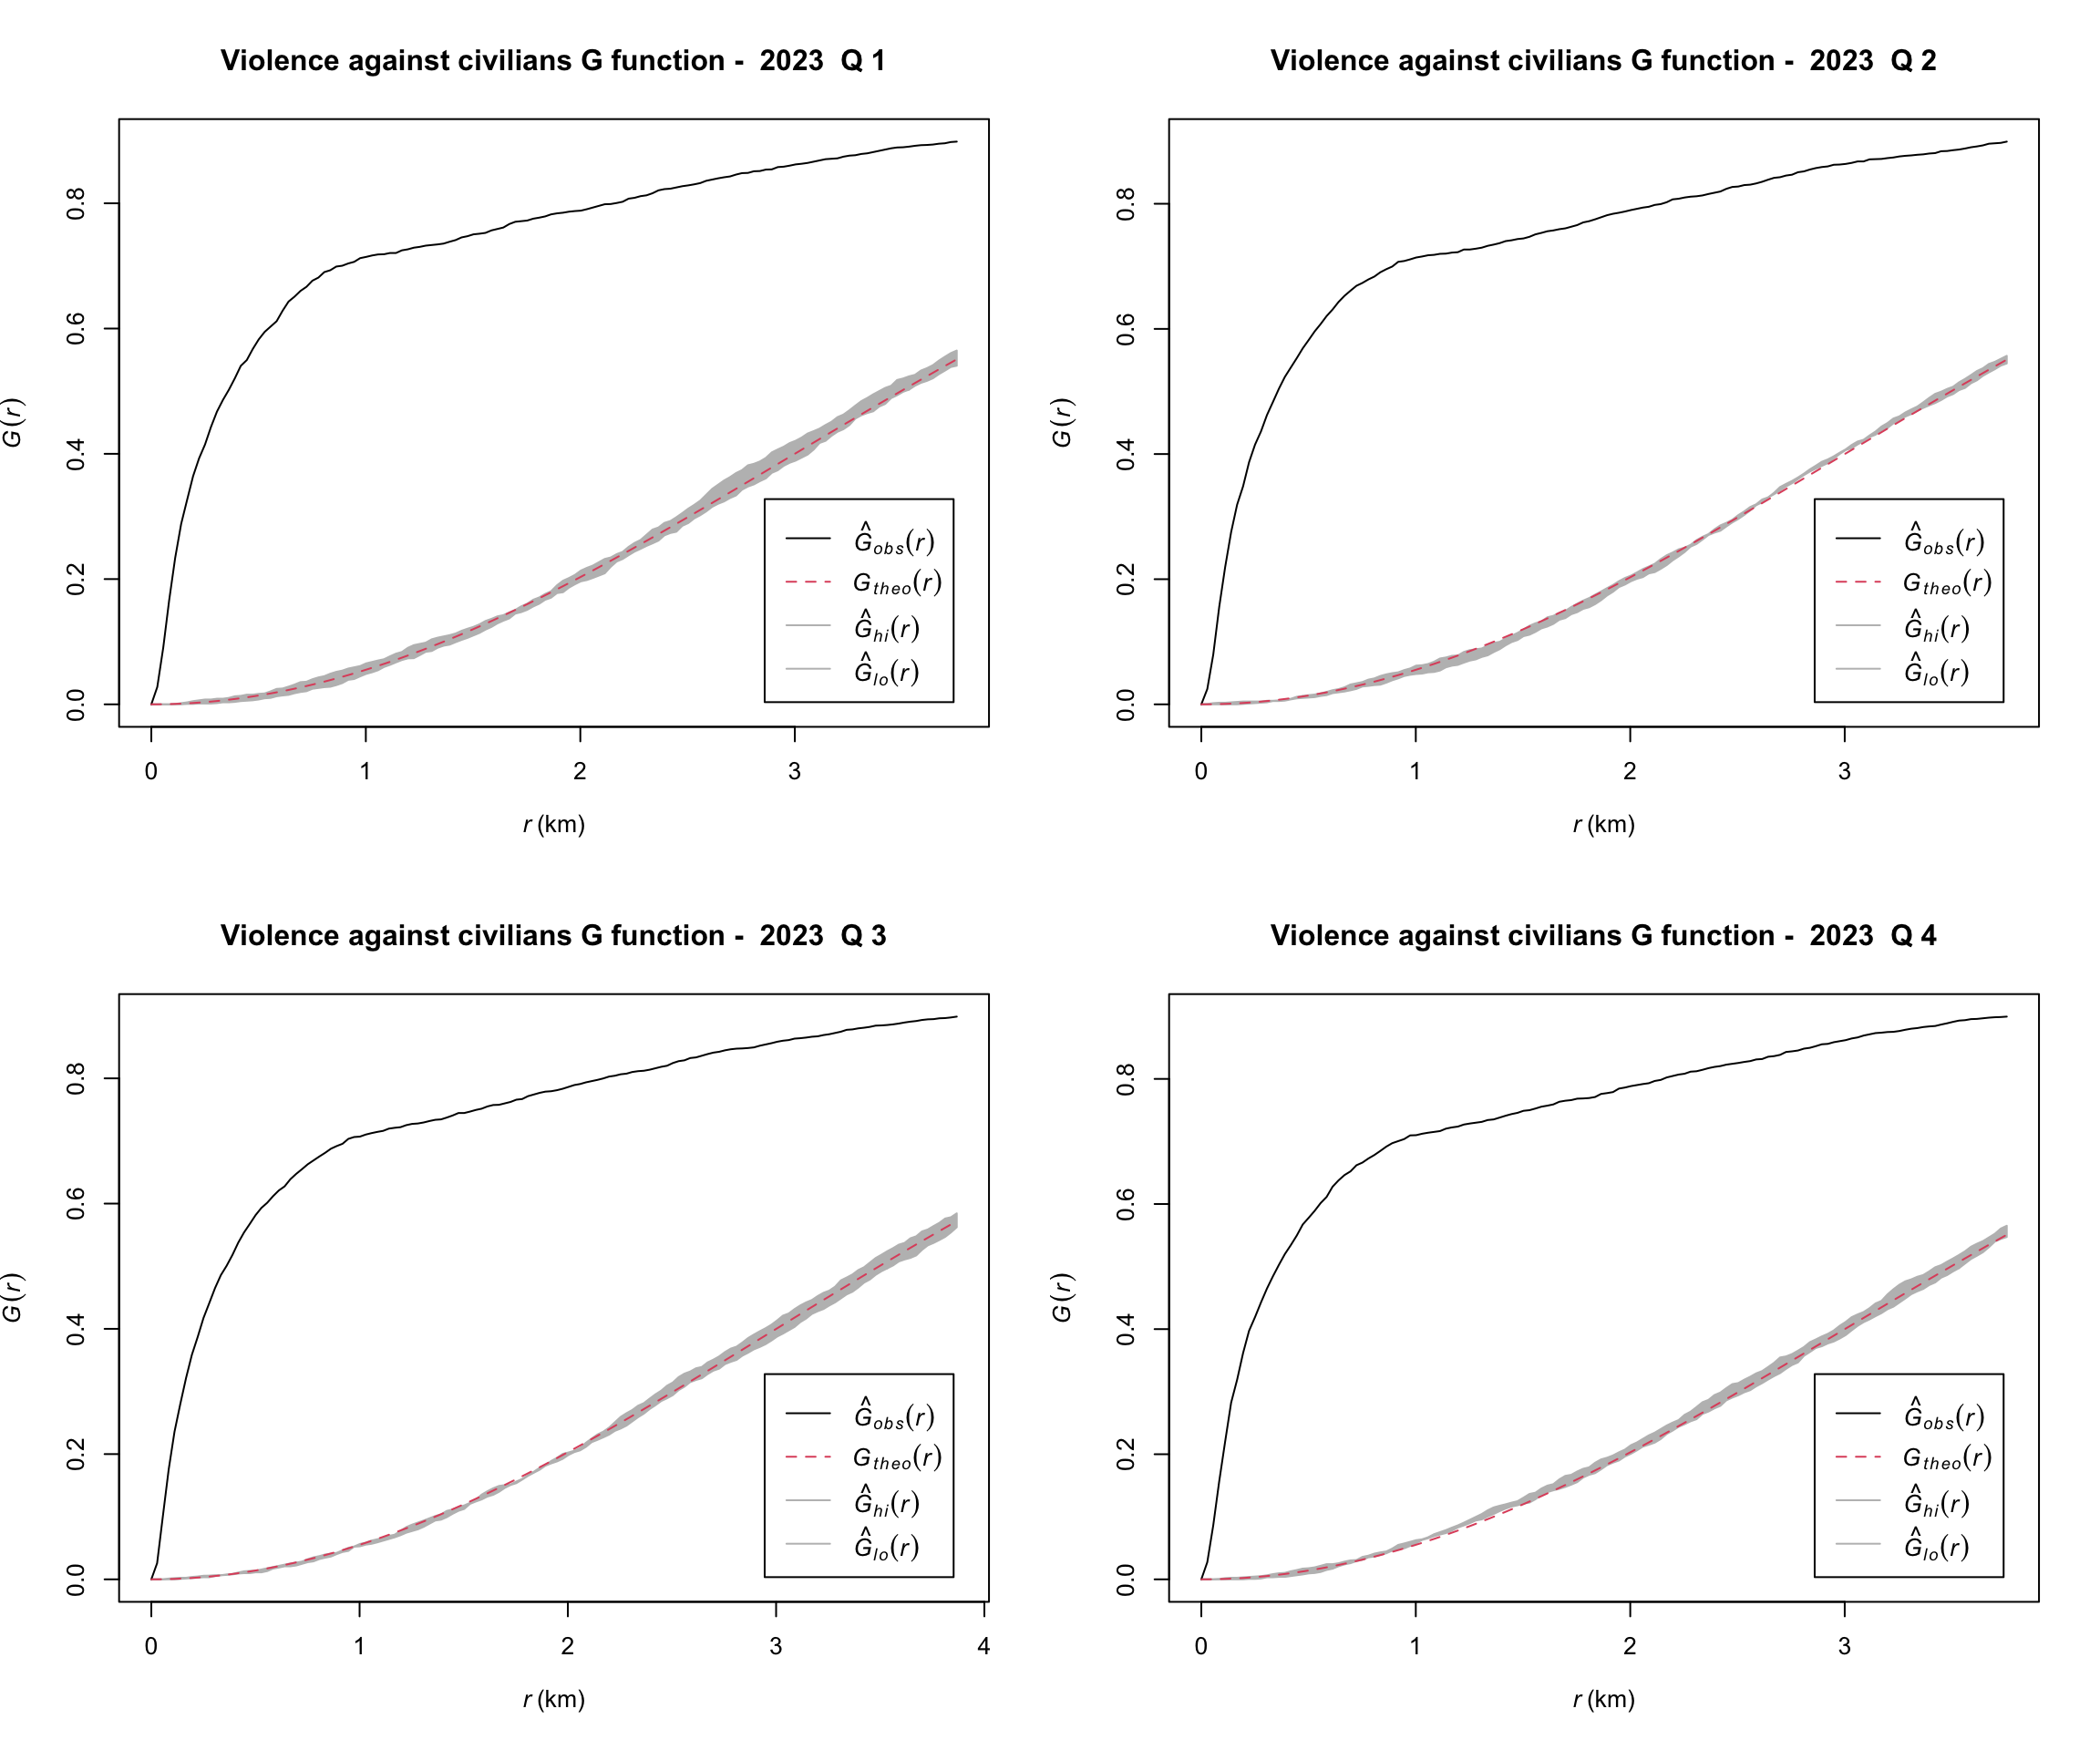 Violence against civilians G function -  2023  Q 1
G(r)
0.0 0.2 0.4 0.6 0.8
Ĝobs(r)
Gtheo(r)
Ĝhi(r)
Ĝlo(r)
0 1 2 3
r (km)
Violence against civilians G function -  2023  Q 2
G(r)
0.0 0.2 0.4 0.6 0.8
Ĝobs(r)
Gtheo(r)
Ĝhi(r)
Ĝlo(r)
0 1 2 3
r (km)
Violence against civilians G function -  2023  Q 3
G(r)
0.0 0.2 0.4 0.6 0.8
Ĝobs(r)
Gtheo(r)
Ĝhi(r)
Ĝlo(r)
0 1 2 3 4
r (km)
Violence against civilians G function -  2023  Q 4
G(r)
0.0 0.2 0.4 0.6 0.8
Ĝobs(r)
Gtheo(r)
Ĝhi(r)
Ĝlo(r)
0 1 2 3
r (km)